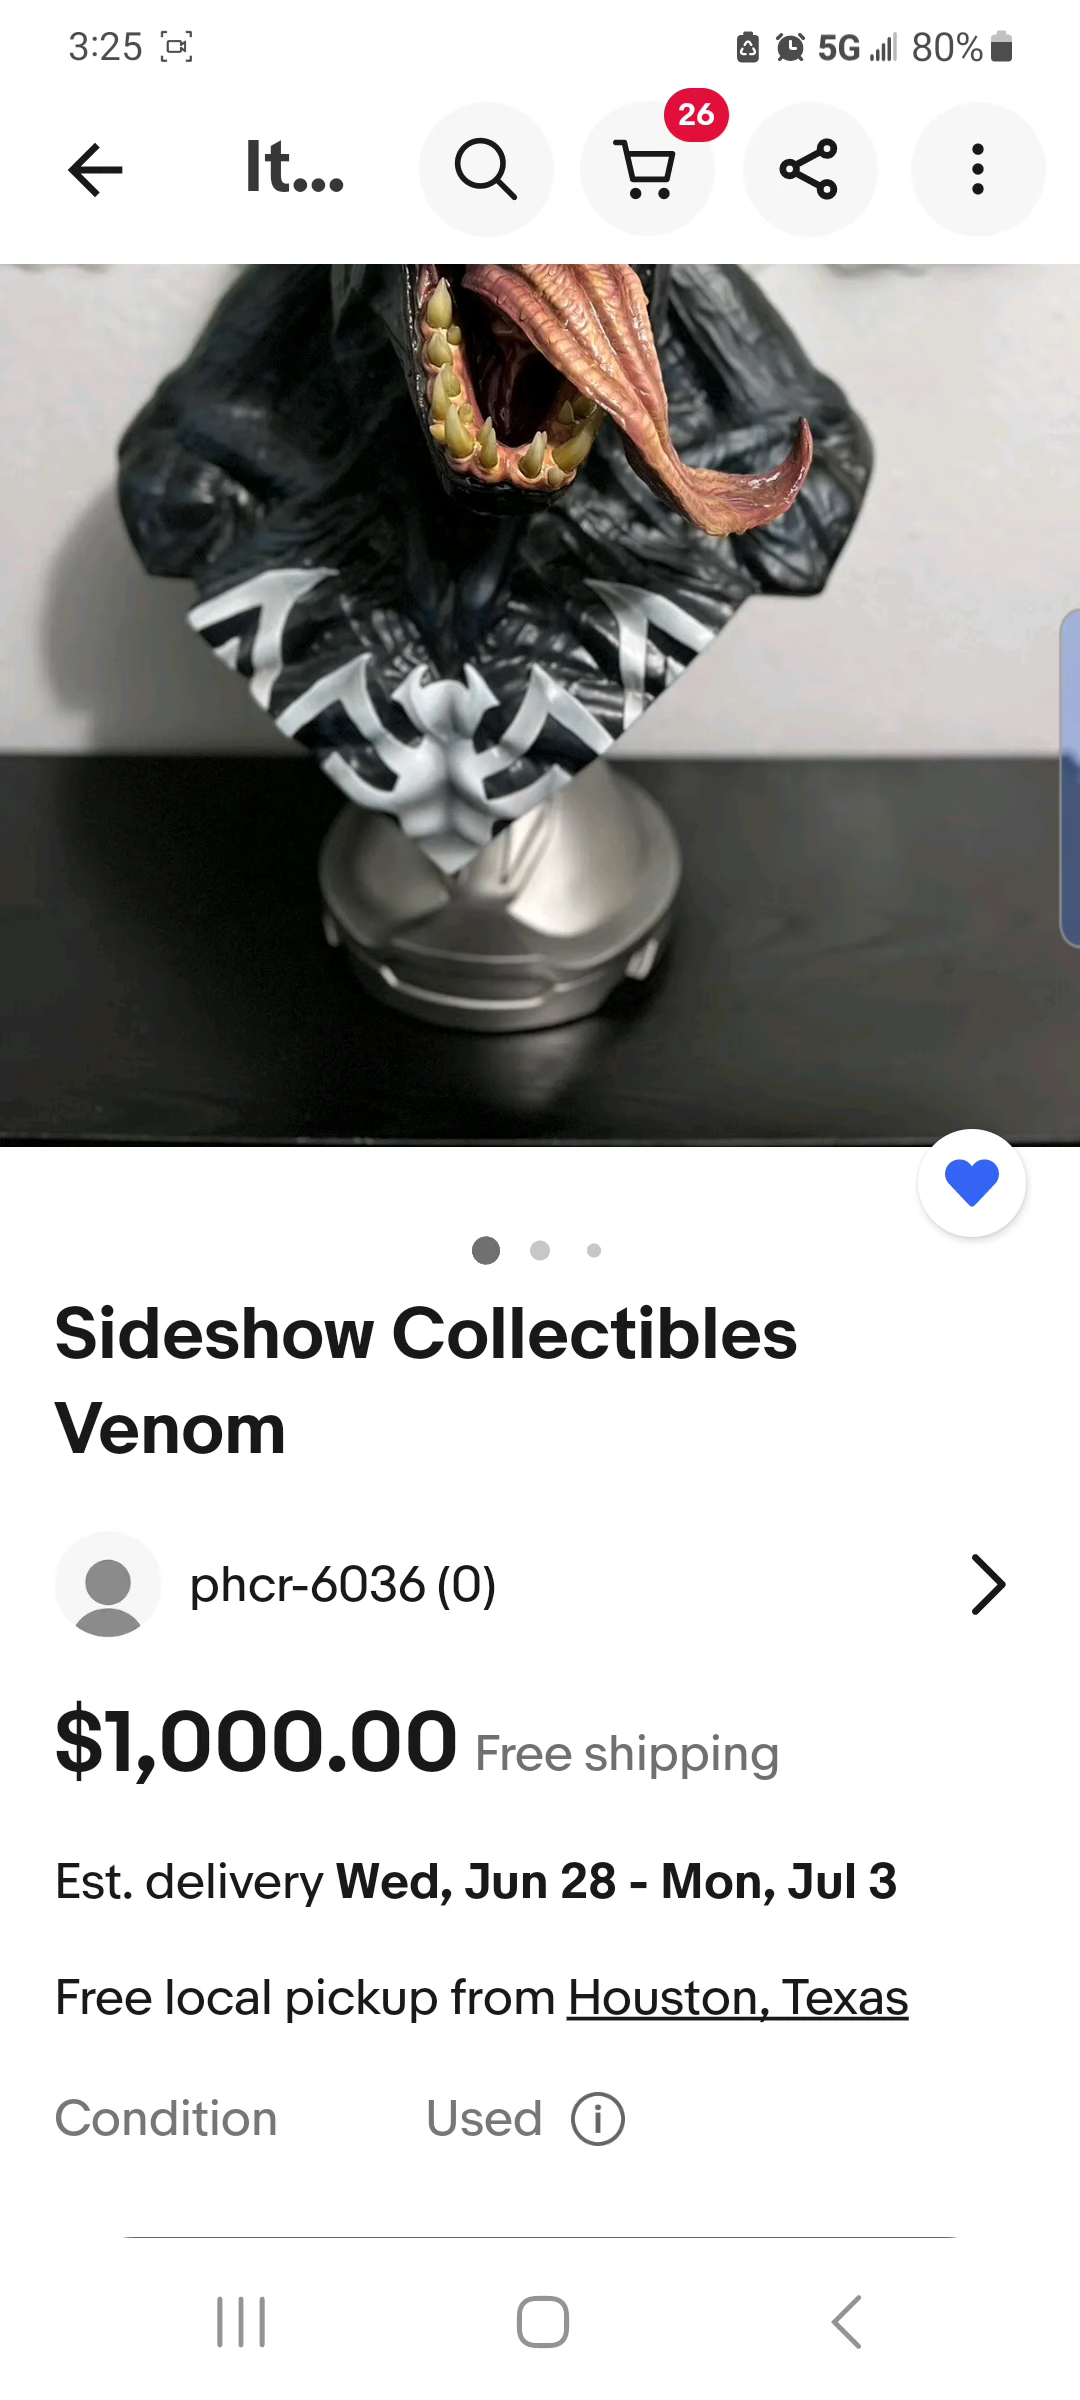 3:25 5G 80%
It... 26
Sideshow Collectibles
Venom
phcr-6036 (0)
$1,000.00 Free shipping
Est. delivery Wed, Jun 28 - Mon, Jul 3
Free local pickup from Houston, Texas
Condition Used